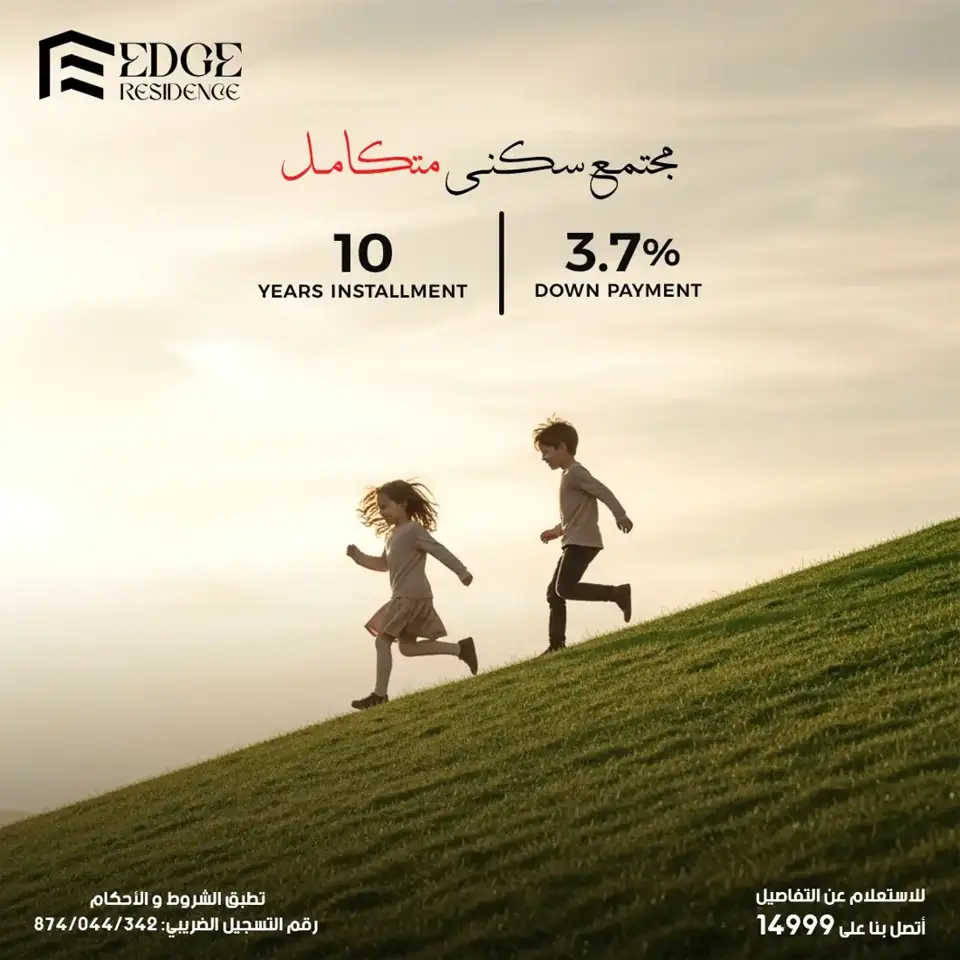 EDGE
RESIDENCE
مجتمع سكنى متكامل
10
YEARS INSTALLMENT
3.7%
DOWN PAYMENT
للاستعلام عن التفاصيل
أتصل بنا على 14999
تطبق الشروط و الأحكام
رقم التسجيل الضريبي: 874/044/342